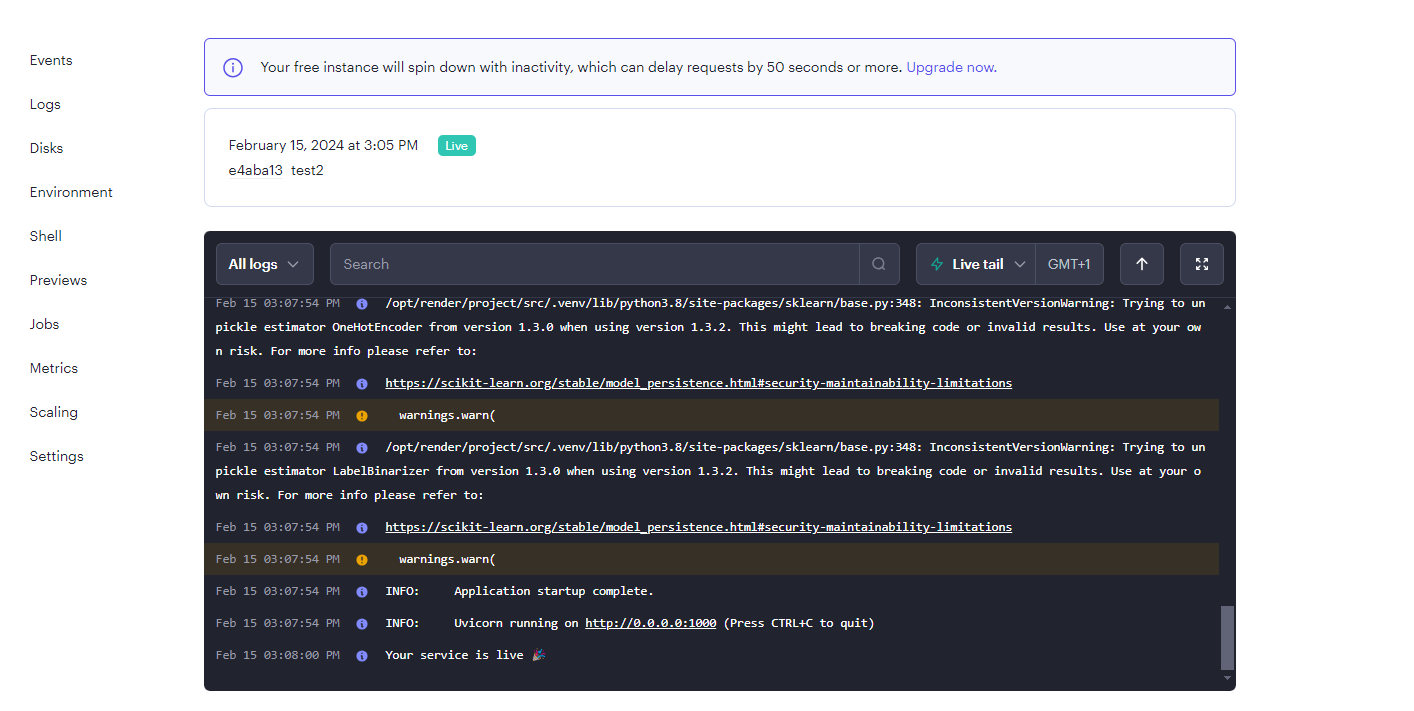 Events
Logs
Disks
Environment
Shell
Previews
Jobs
Metrics
Scaling
Settings
Your free instance will spin down with inactivity, which can delay requests by 50 seconds or more. Upgrade now.
February 15, 2024 at 3:05 PM Live
e4aba13 test2
All logs Search Live tail GMT+1
Feb 15 03:07:54 PM /opt/render/project/src/.venv/lib/python3.8/site-packages/sklearn/base.py:348: InconsistentVersionWarning: Trying to un
pickle estimator OneHotEncoder from version 1.3.0 when using version 1.3.2. This might lead to breaking code or invalid results. Use at your ow
n risk. For more info please refer to:
Feb 15 03:07:54 PM https://scikit-learn.org/stable/model_persistence.html#security-maintainability-limitations
Feb 15 03:07:54 PM warnings.warn(
Feb 15 03:07:54 PM /opt/render/project/src/.venv/lib/python3.8/site-packages/sklearn/base.py:348: InconsistentVersionWarning: Trying to un
pickle estimator LabelBinarizer from version 1.3.0 when using version 1.3.2. This might lead to breaking code or invalid results. Use at your o
wn risk. For more info please refer to:
Feb 15 03:07:54 PM https://scikit-learn.org/stable/model_persistence.html#security-maintainability-limitations
Feb 15 03:07:54 PM warnings.warn(
Feb 15 03:07:54 PM INFO: Application startup complete.
Feb 15 03:07:54 PM INFO: Uvicorn running on http://0.0.0.0:1000 (Press CTRL+C to quit)
Feb 15 03:08:00 PM Your service is live 🎉